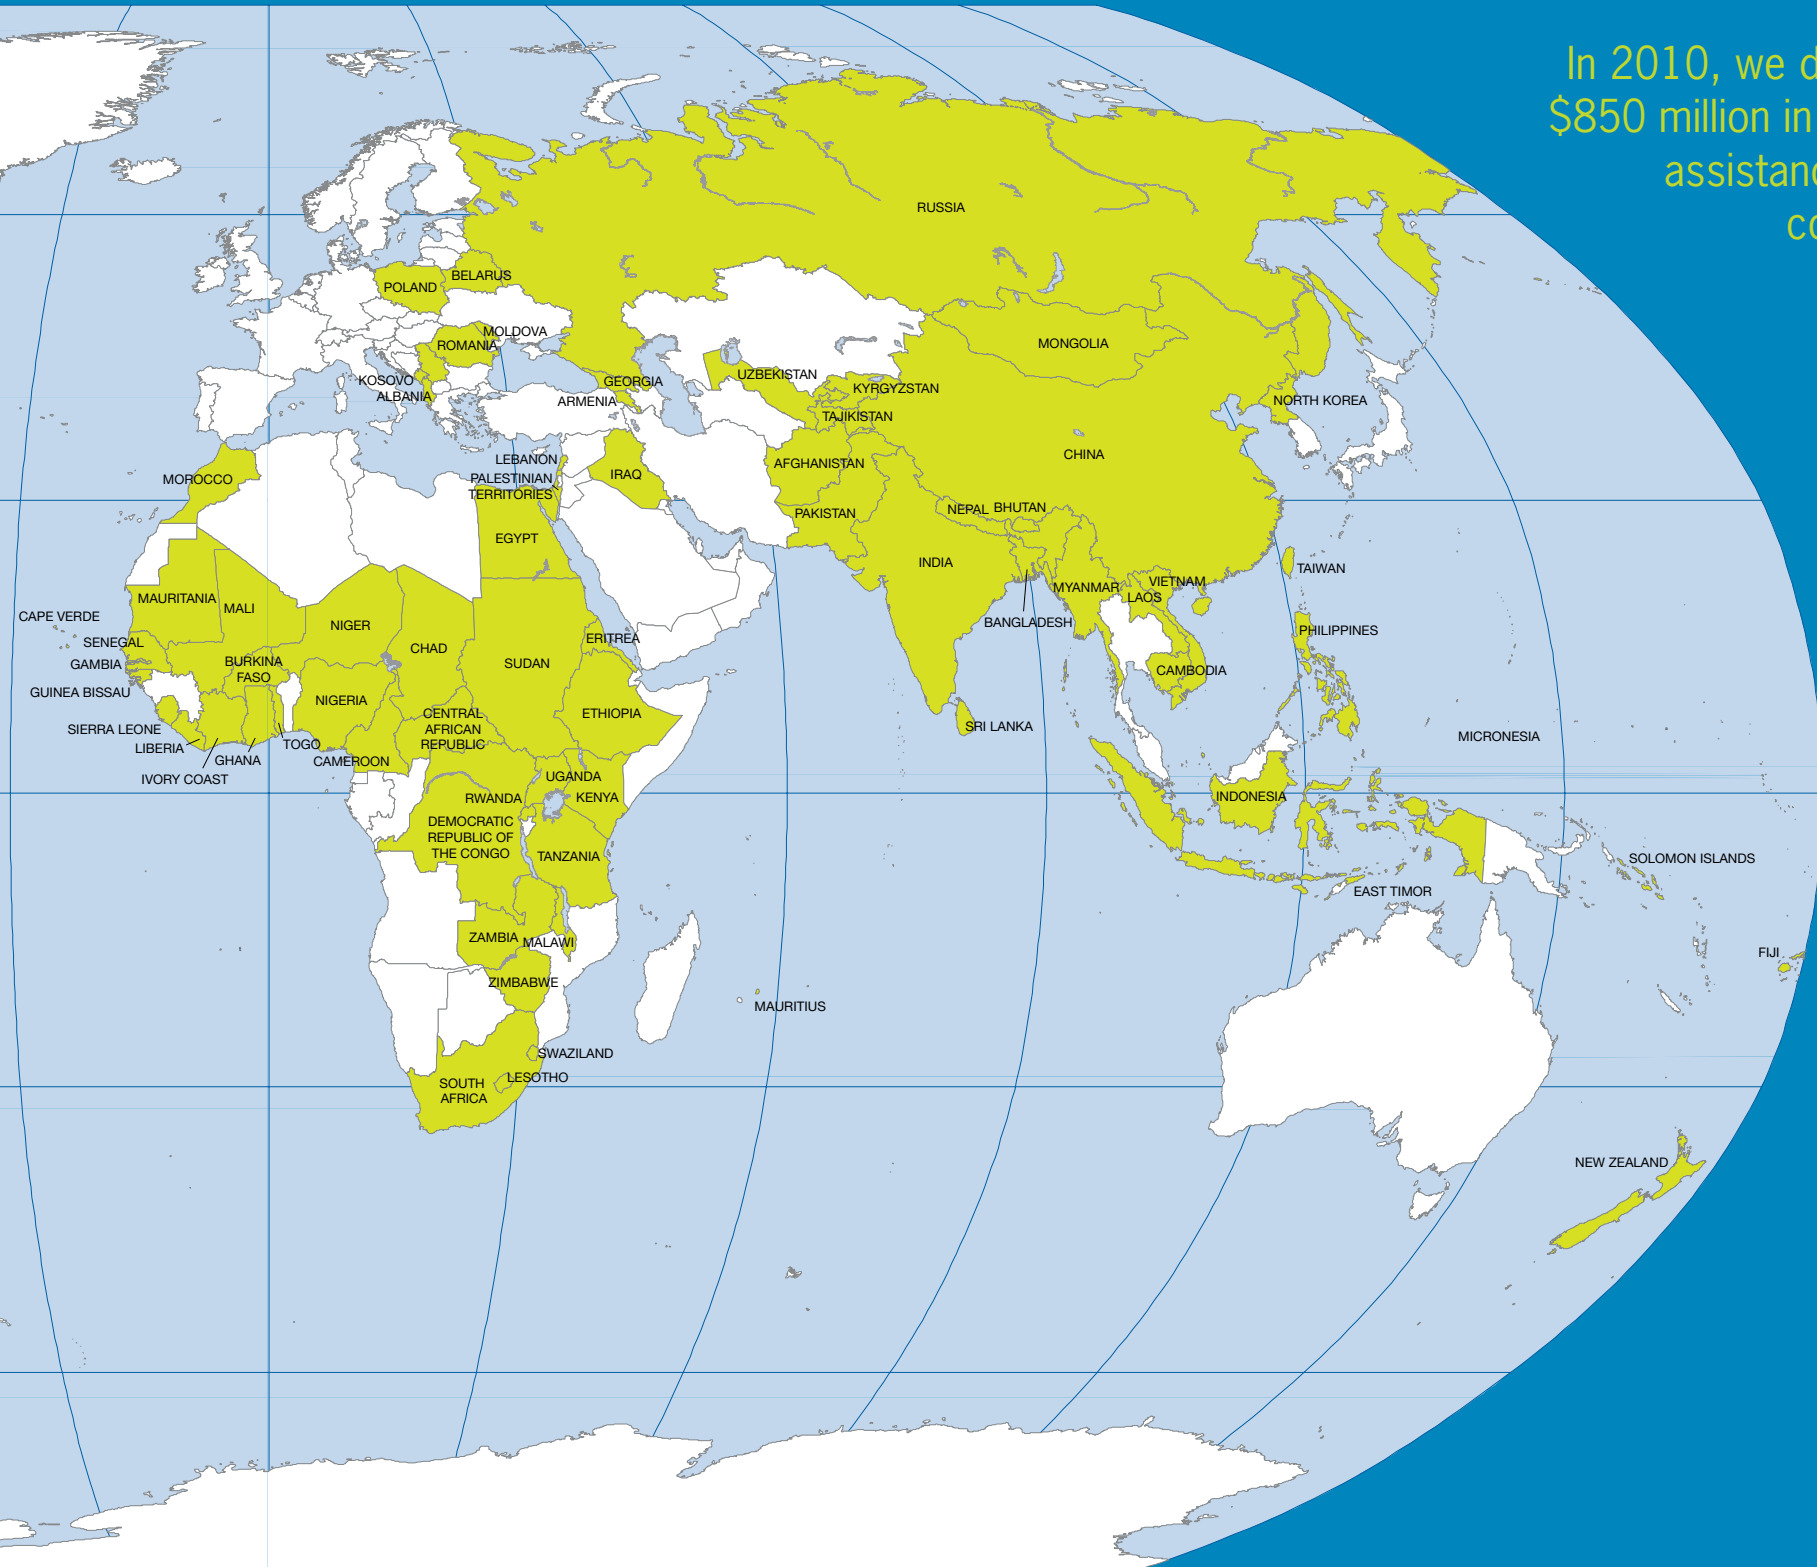 In 2010, we d
$850 million in
assistanc
co
RUSSIA
BELARUS
POLAND
MOLDOVA
ROMANIA
KOSOVO
ALBANIA
GEORGIA
ARMENIA
UZBEKISTAN
KYRGYZSTAN
TAJIKISTAN
MONGOLIA
NORTH KOREA
CHINA
AFGHANISTAN
LEBANON
PALESTINIAN
TERRITORIES
IRAQ
MOROCCO
PAKISTAN
NEPAL
BHUTAN
EGYPT
INDIA
TAIWAN
MYANMAR
VIETNAM
LAOS
BANGLADESH
MAURITANIA
MALI
CAPE VERDE
NIGER
PHILIPPINES
SENEGAL
CHAD
ERITREA
GAMBIA
BURKINA
FASO
SUDAN
CAMBODIA
GUINEA BISSAU
NIGERIA
ETHIOPIA
CENTRAL
AFRICAN
REPUBLIC
SRI LANKA
SIERRA LEONE
LIBERIA
TOGO
MICRONESIA
GHANA
CAMEROON
IVORY COAST
UGANDA
RWANDA
KENYA
INDONESIA
DEMOCRATIC
REPUBLIC OF
THE CONGO
TANZANIA
SOLOMON ISLANDS
EAST TIMOR
ZAMBIA
MALAWI
FIJI
ZIMBABWE
MAURITIUS
SWAZILAND
LESOTHO
SOUTH
AFRICA
NEW ZEALAND